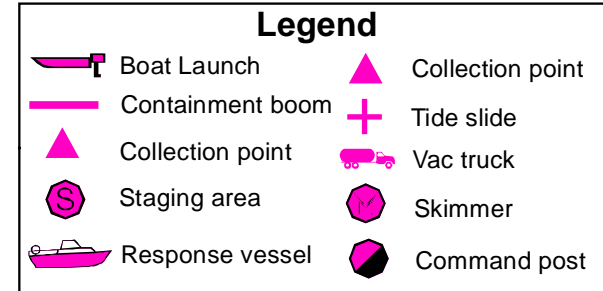 Legend
Boat Launch
Containment boom
Collection point
S Staging area
Response vessel
Collection point
Tide slide
Vac truck
M Skimmer
Command post